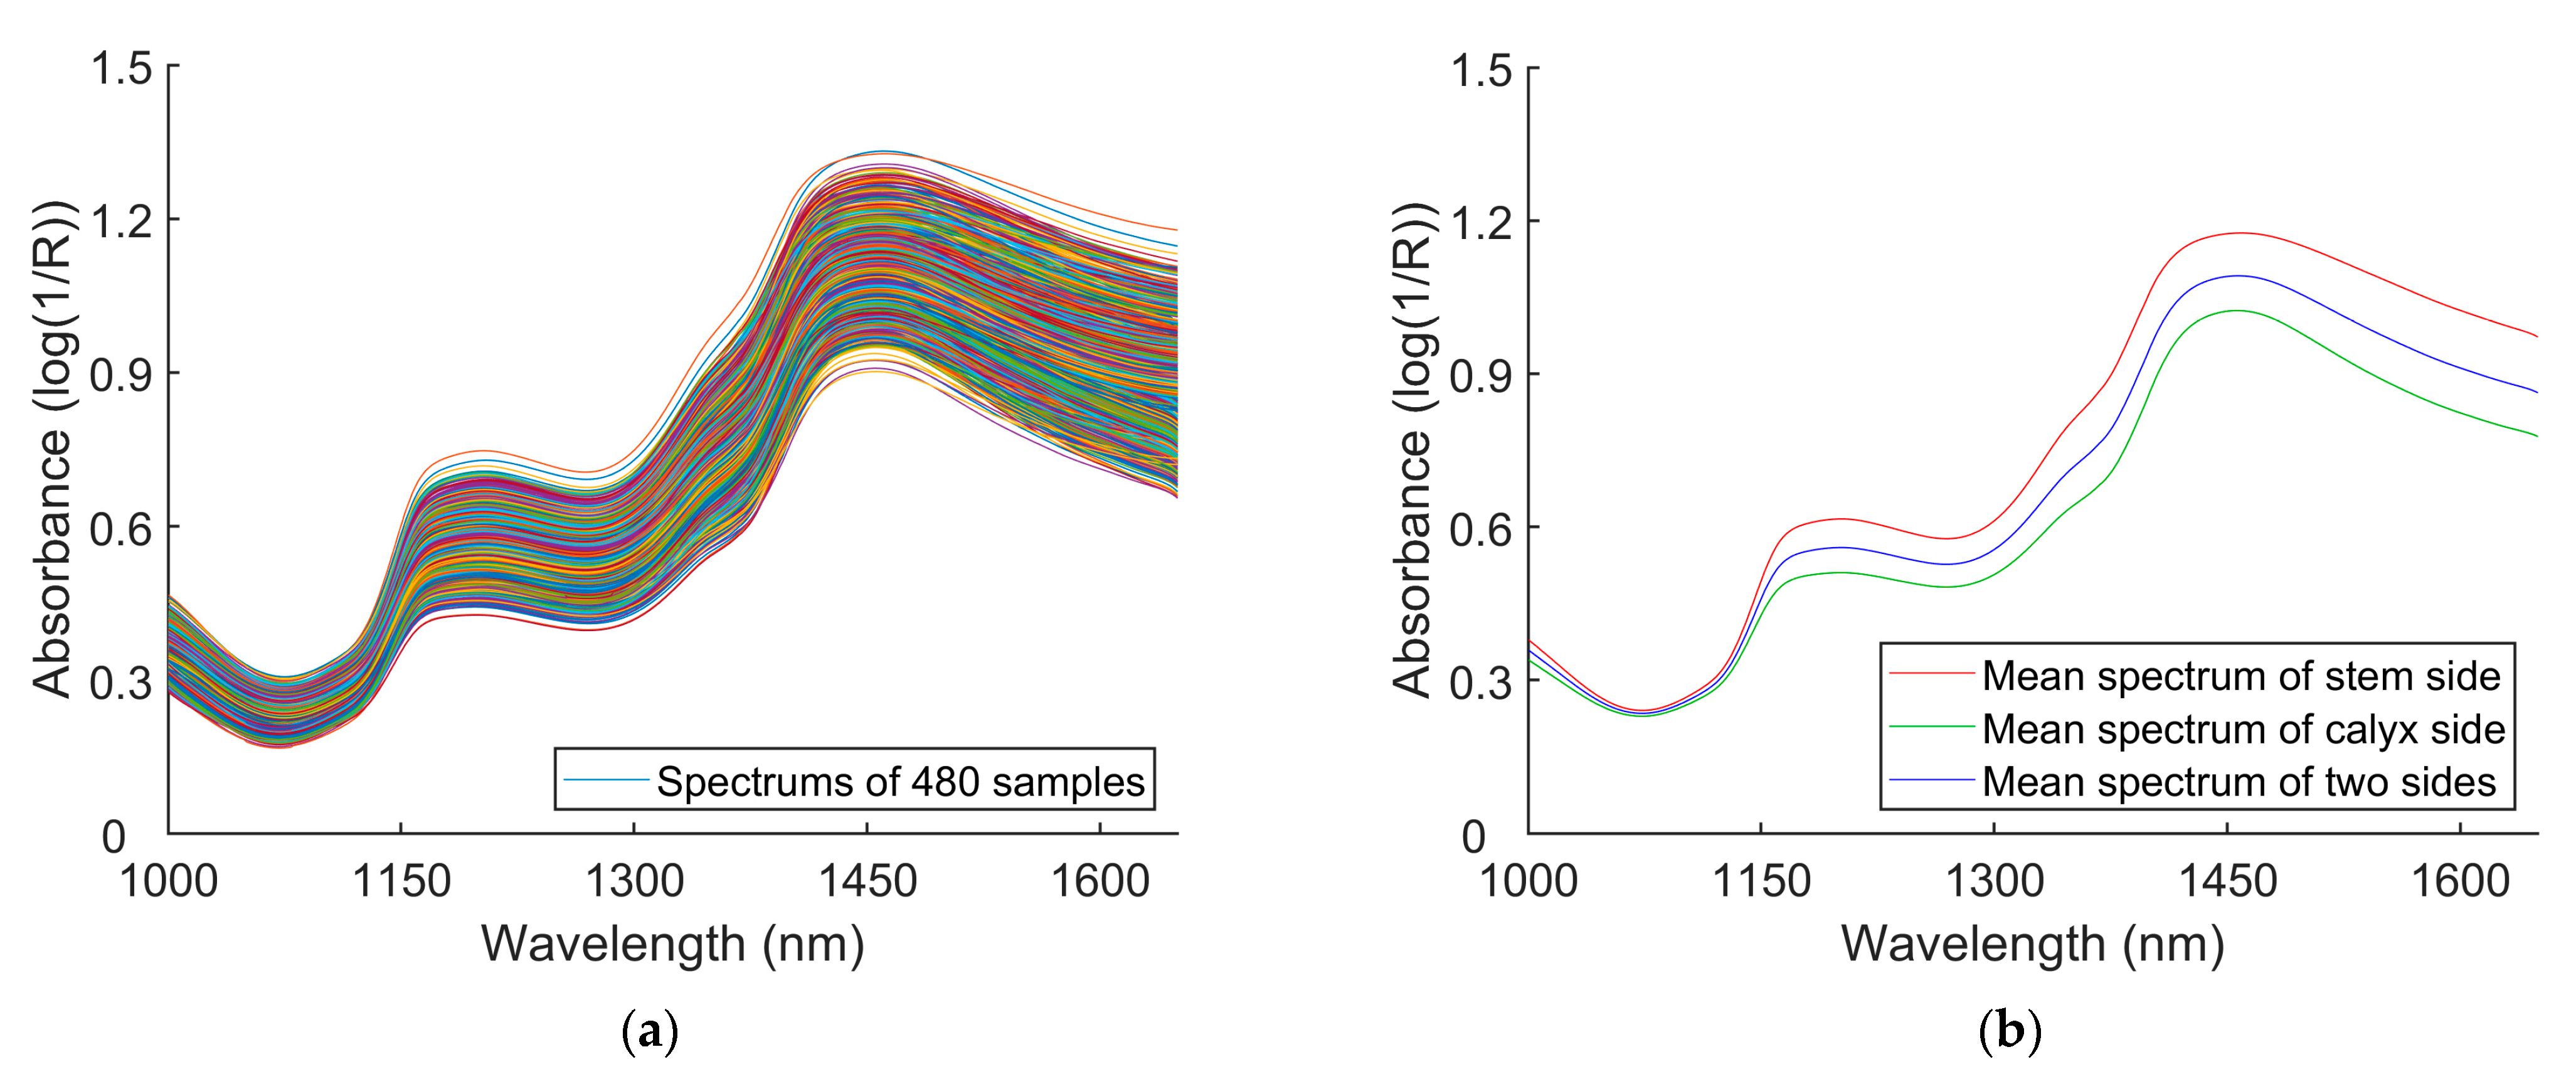 1.5
1.2
0.9
0.6
0.3
0
Absorbance (log(1/R))
Spectrums of 480 samples
1000 1150 1300 1450 1600
Wavelength (nm)
(a)
1.5
1.2
0.9
0.6
0.3
0
Absorbance (log(1/R))
Mean spectrum of stem side
Mean spectrum of calyx side
Mean spectrum of two sides
1000 1150 1300 1450 1600
Wavelength (nm)
(b)